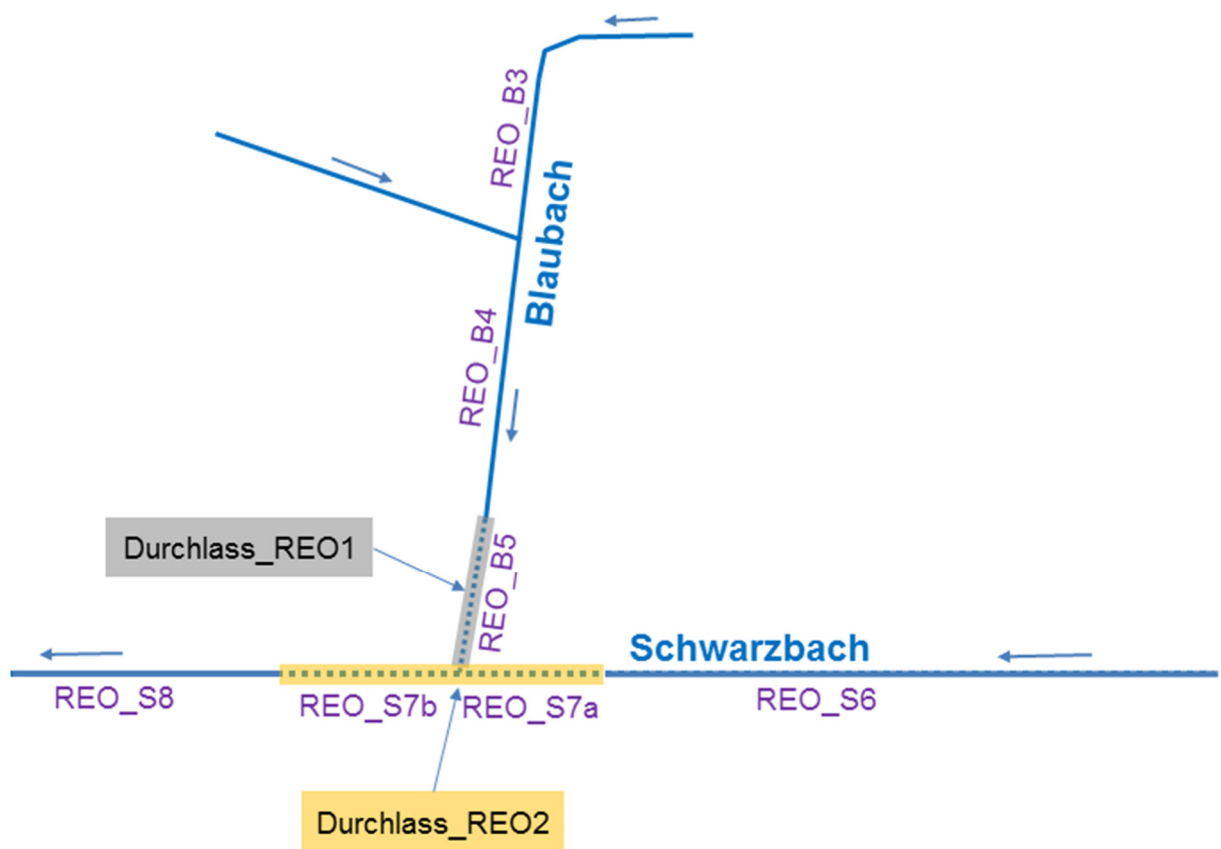 REO_B3
Blaubach
REO_B4
Durchlass_REO1
REO_B5
Schwarzbach
REO_S8
REO_S7b
REO_S7a
REO_S6
Durchlass_REO2